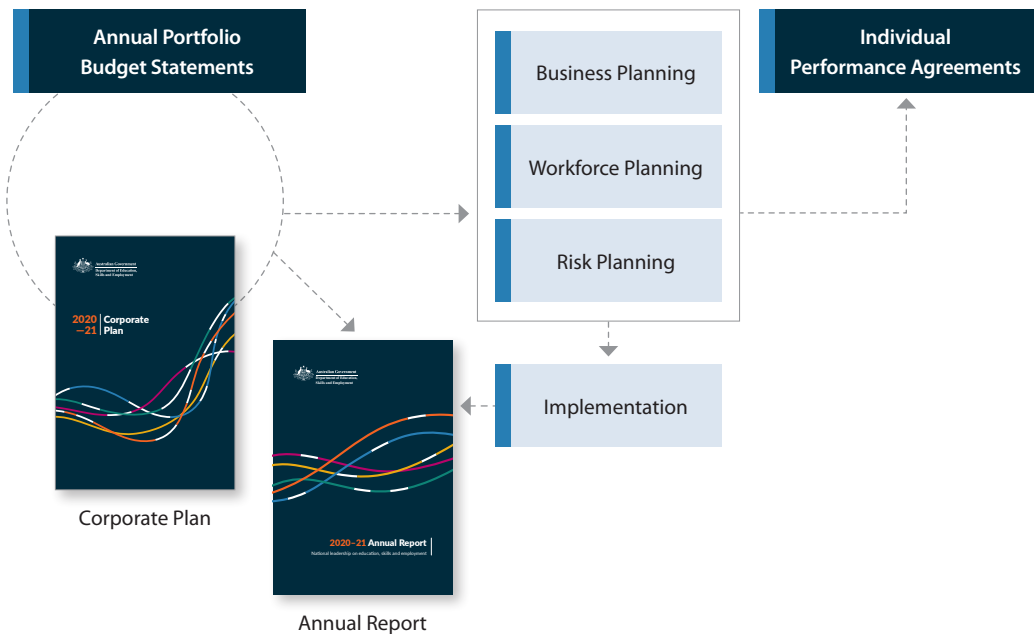 Annual Portfolio
Budget Statements
Business Planning
Workforce Planning
Risk Planning
Individual
Performance Agreements
Australian Government
Department of Education,
Skills and Employment
2020
—21
Corporate
Plan
Corporate Plan
Australian Government
Department of Education,
Skills and Employment
2020–21 Annual Report
National leadership on education, skills and employment
Annual Report
Implementation